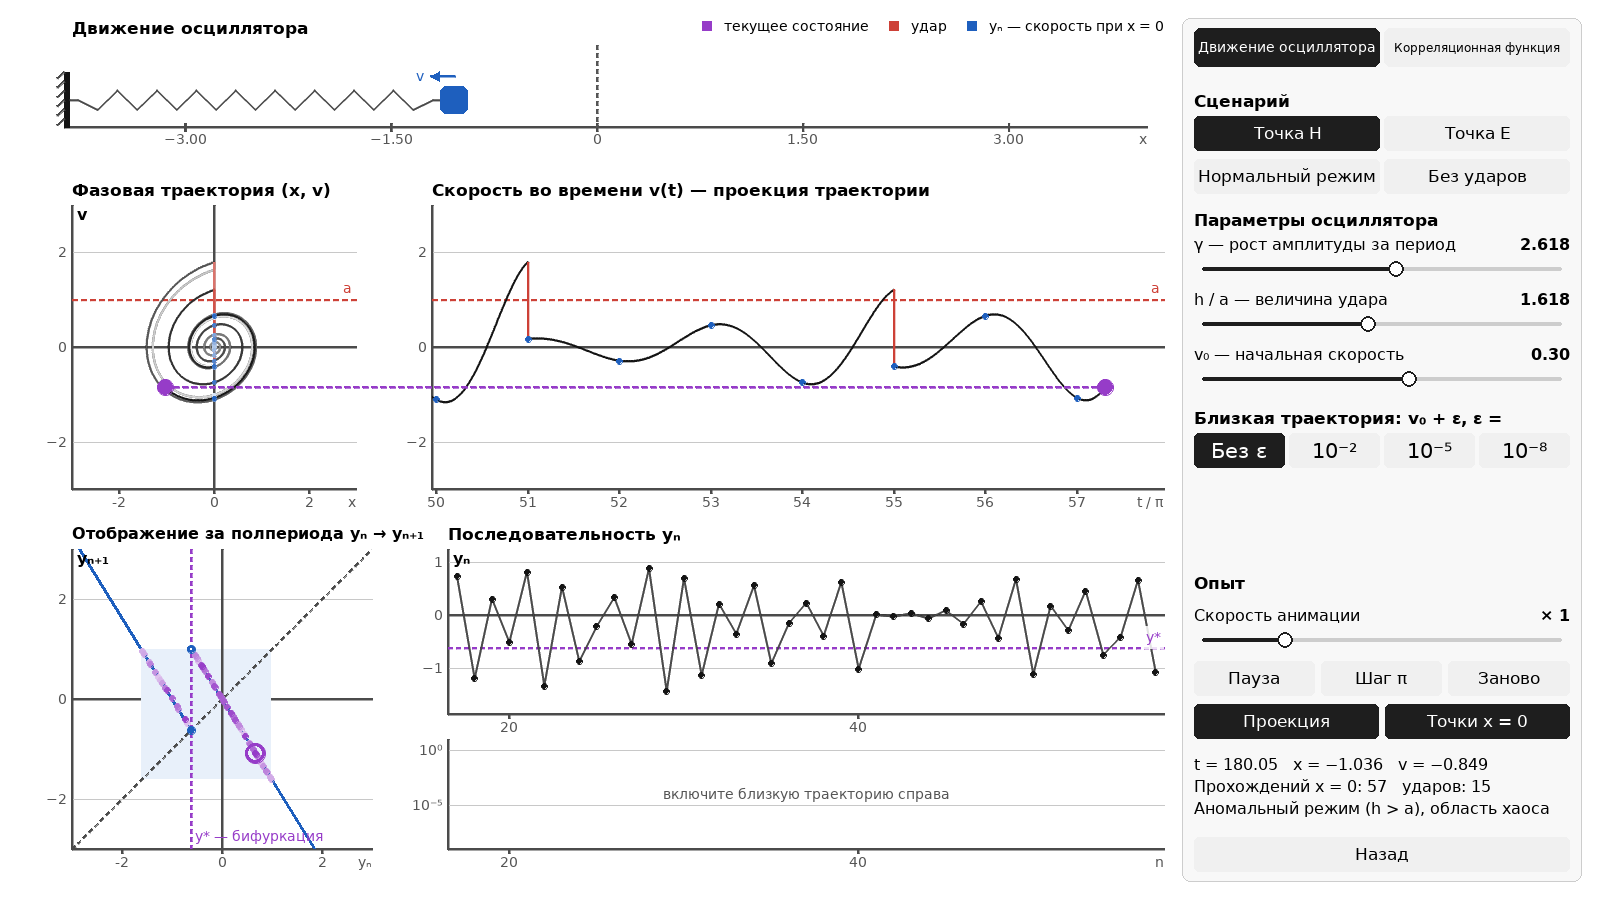 Движение осциллятора
текущее состояние   удар   yₙ — скорость при x = 0
v
−3.00   −1.50   0   1.50   3.00   x
Фазовая траектория (x, v)
v
2
0
−2
a
-2   0   2   x
Скорость во времени v(t) — проекция траектории
2
0
−2
a
50   51   52   53   54   55   56   57   t / π
Отображение за полпериода yₙ → yₙ₊₁
yₙ₊₁
2
0
−2
y* — бифуркация
-2   0   2   yₙ
Последовательность yₙ
yₙ
1
0
−1
y*
20   40
10⁰
10⁻⁵
включите близкую траекторию справа
20   40   n
Движение осциллятора   Корреляционная функция
Сценарий
Точка H   Точка E
Нормальный режим   Без ударов
Параметры осциллятора
γ — рост амплитуды за период   2.618
h / a — величина удара   1.618
v₀ — начальная скорость   0.30
Близкая траектория: v₀ + ε, ε =
Без ε   10⁻²   10⁻⁵   10⁻⁸
Опыт
Скорость анимации   × 1
Пауза   Шаг π   Заново
Проекция   Точки x = 0
t = 180.05   x = −1.036   v = −0.849
Прохождений x = 0: 57   ударов: 15
Аномальный режим (h > a), область хаоса
Назад